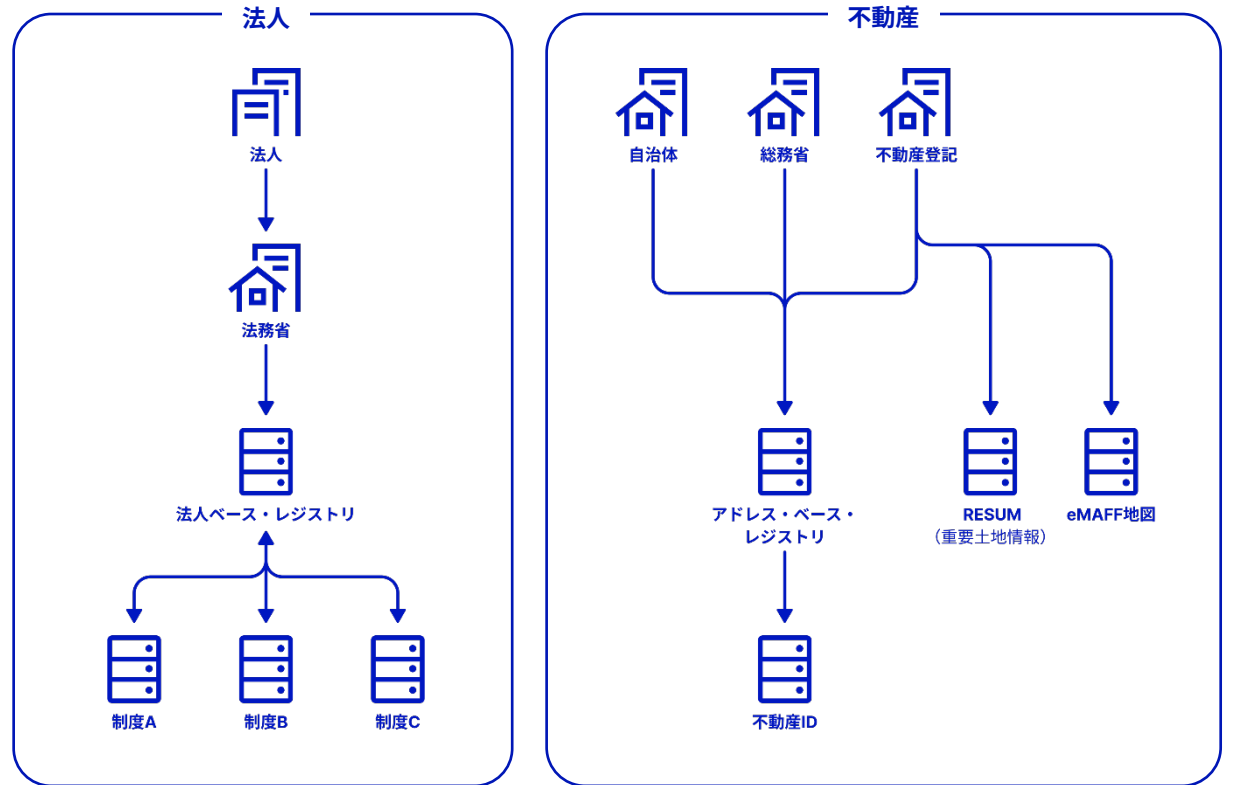 法人
法人
法務省
法人ベース・レジストリ
制度A
制度B
制度C
不動産
自治体
総務省
不動産登記
アドレス・ベース・
レジストリ
RESUM
（重要土地情報）
eMAFF地図
不動産ID